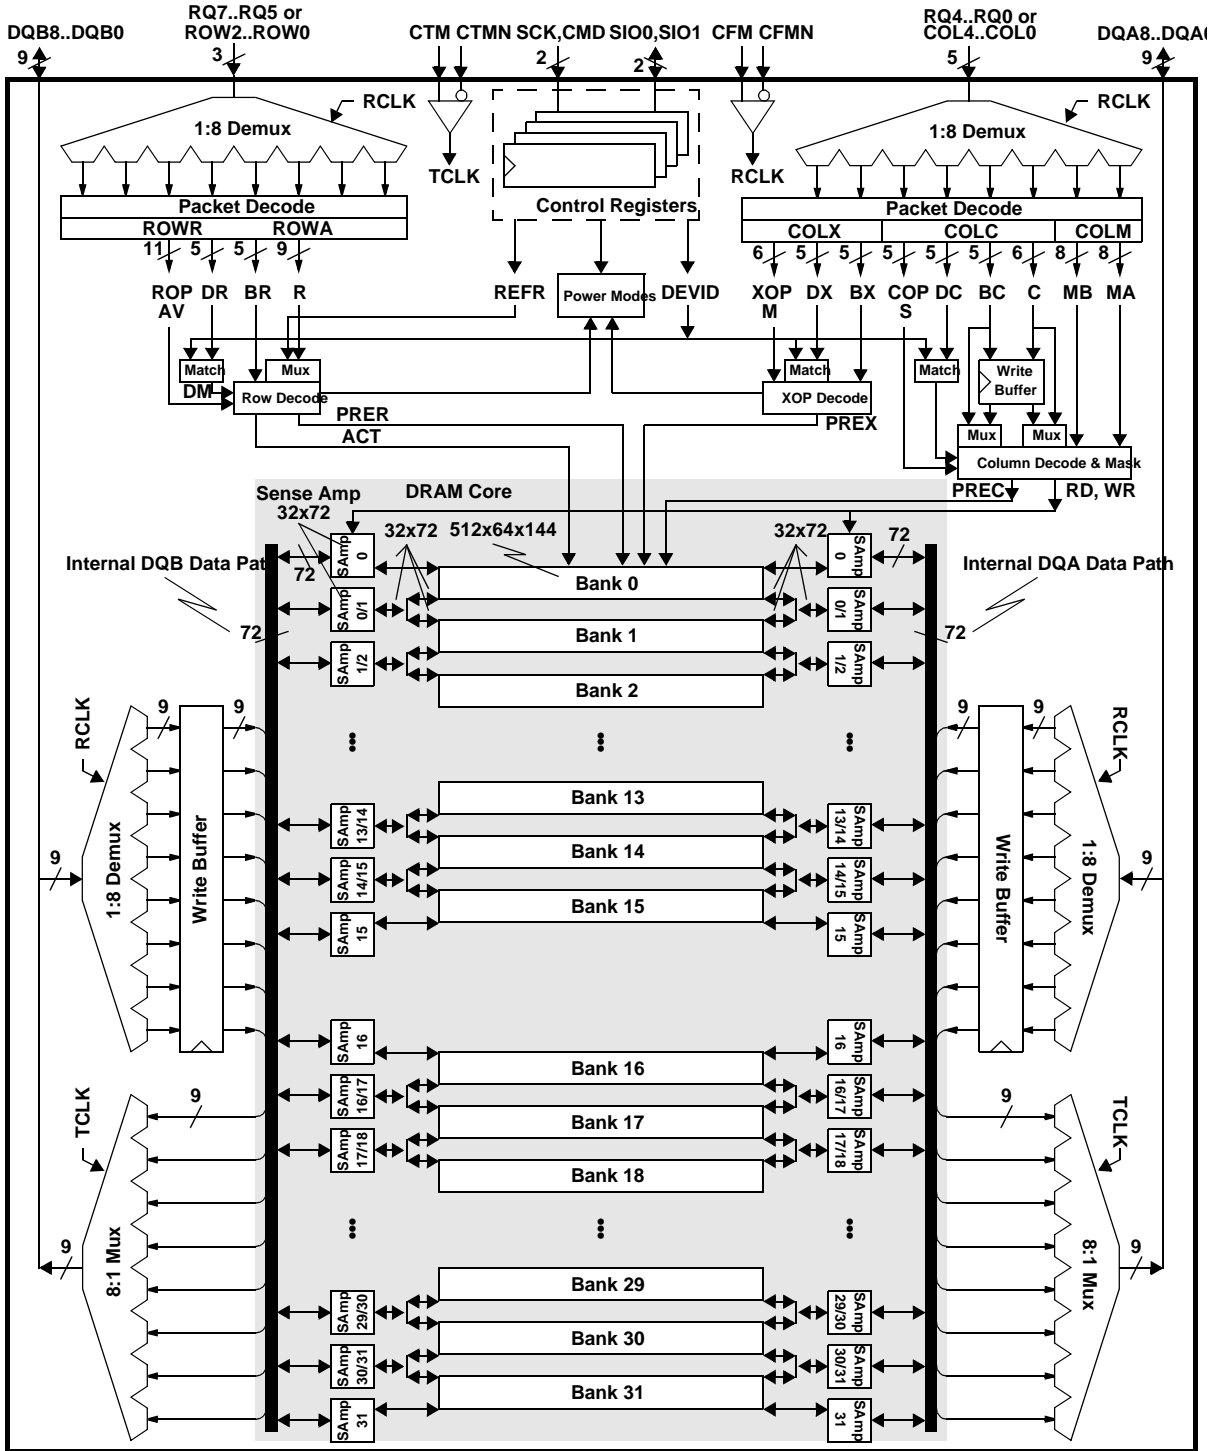 RQ7..RQ5 or
ROW2..ROW0
RQ4..RQ0 or
COL4..COL0
DQB8..DQB0
CTM CTMN SCK,CMD SIO0,SIO1 CFM CFMN
DQA8..DQA0
9
3
2
2
5
9
RCLK
1:8 Demux
TCLK
Control Registers
RCLK
RCLK
1:8 Demux
Packet Decode
ROWR
ROWA
Packet Decode
COLX
COLC
COLM
11
5
5
9
6
5
5
5
5
5
6
8
8
ROP
AV
DR
BR
R
REFR
Power Modes
DEVID
XOP
M
DX
BX
COP
S
DC
BC
C
MB
MA
Match
Mux
DM
Row Decode
Match
XOP Decode
Match
Write
Buffer
Mux
Mux
Column Decode & Mask
PRER
ACT
PREX
PREC
RD, WR
Sense Amp
32x72
DRAM Core
32x72
512x64x144
32x72
Internal DQB Data Pat
72
72
Internal DQA Data Path
72
72
SAmp
0
Bank 0
SAmp
0
SAmp
0/1
Bank 1
SAmp
0/1
SAmp
1/2
Bank 2
SAmp
1/2
RCLK
9
9
9
9
RCLK
Bank 13
SAmp
13/14
SAmp
13/14
Bank 14
SAmp
14/15
SAmp
14/15
Bank 15
SAmp
15
SAmp
15
9
1:8 Demux
Write Buffer
Write Buffer
1:8 Demux
9
SAmp
16
Bank 16
SAmp
16
SAmp
16/17
Bank 17
SAmp
16/17
SAmp
17/18
Bank 18
SAmp
17/18
TCLK
9
9
TCLK
9
8:1 Mux
8:1 Mux
9
Bank 29
SAmp
29/30
SAmp
29/30
Bank 30
SAmp
30/31
SAmp
30/31
Bank 31
SAmp
31
SAmp
31